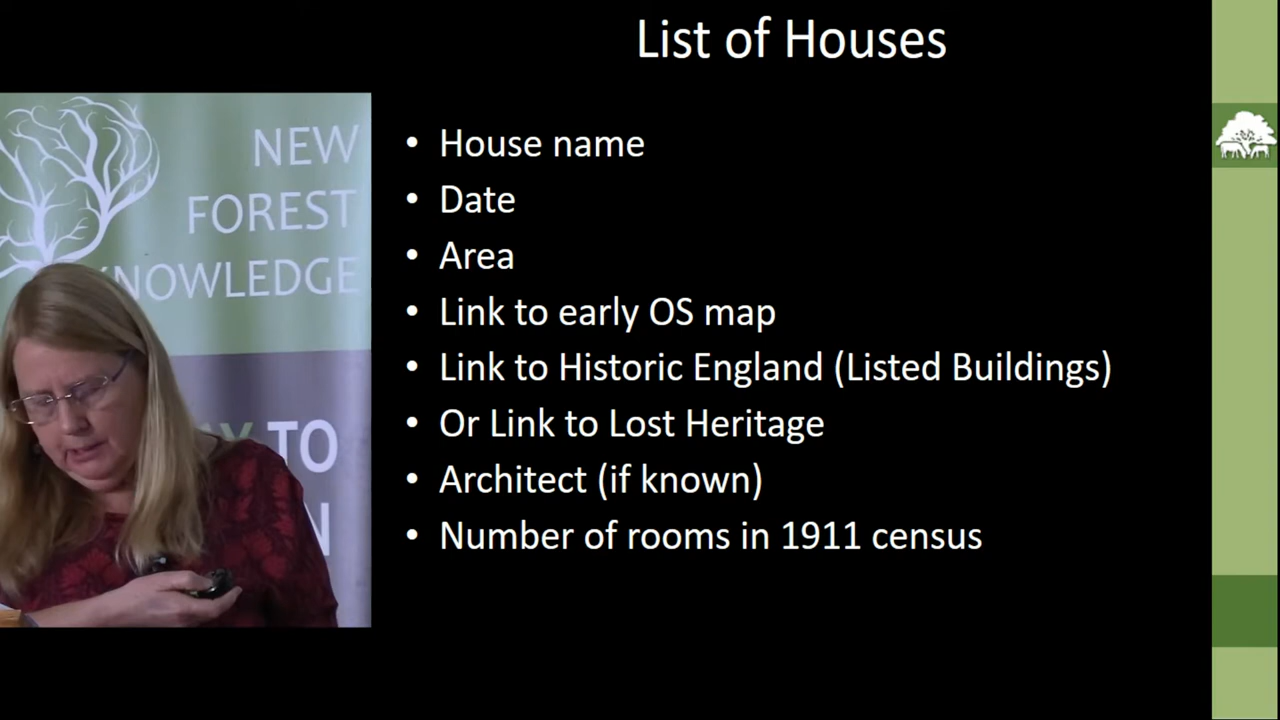 List of Houses
NEW
FOREST
KNOWLEDGE
TO
• House name
• Date
• Area
• Link to early OS map
• Link to Historic England (Listed Buildings)
• Or Link to Lost Heritage
• Architect (if known)
• Number of rooms in 1911 census